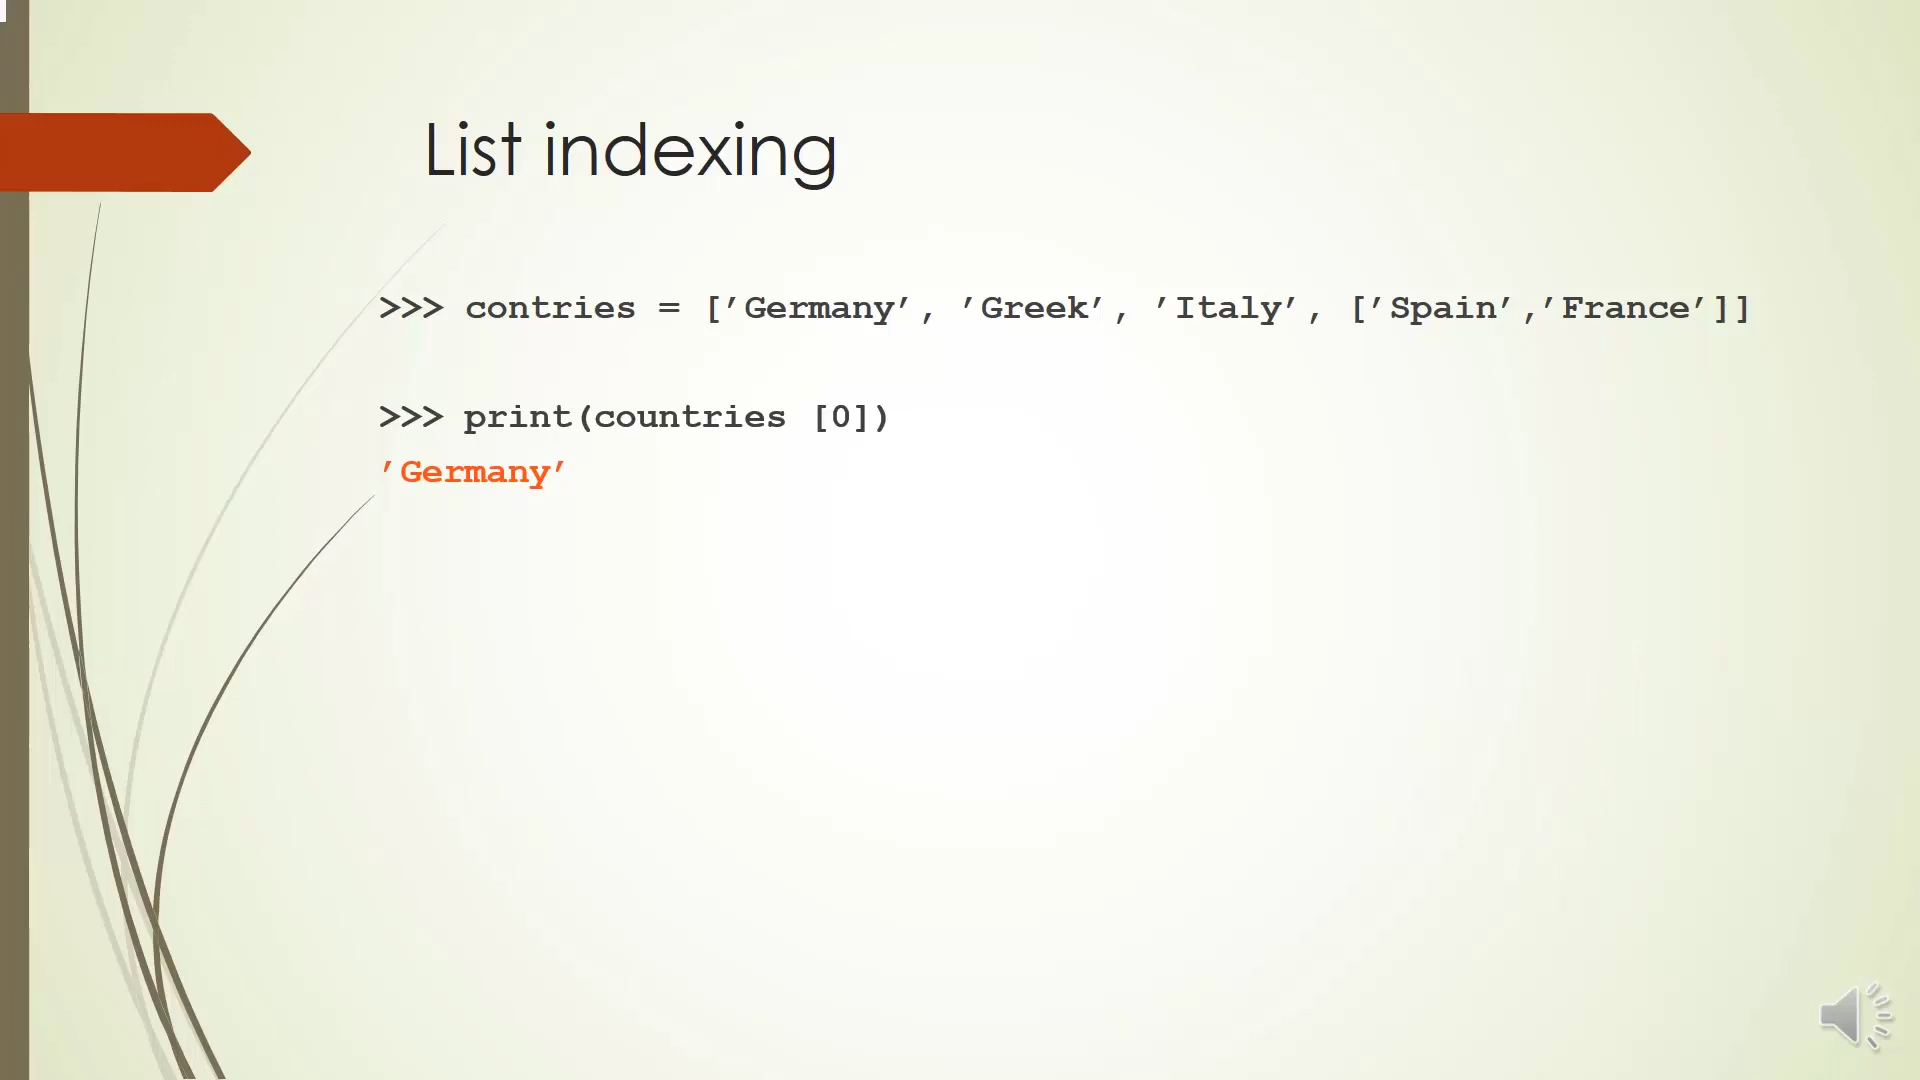 List indexing
>>> contries = [’Germany’, ’Greek’, ’Italy’, [’Spain’,’France’]]
>>> print(countries [0])
’Germany’